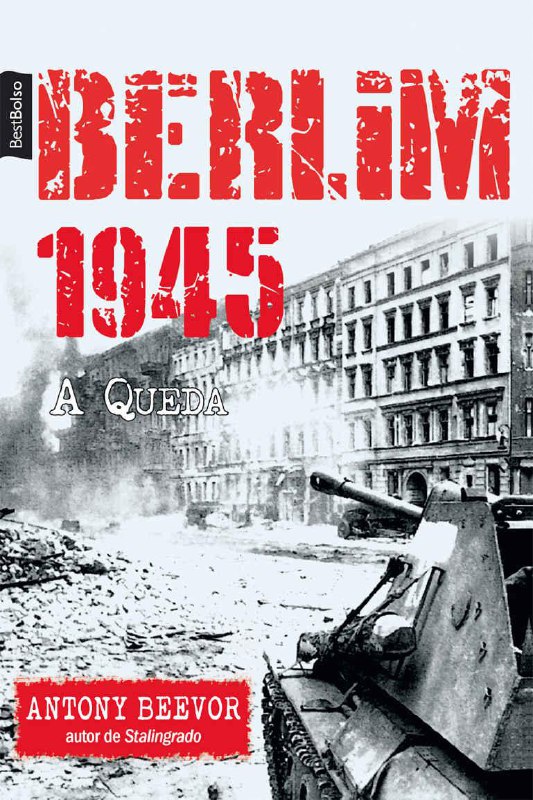 BestBolso
BERLIM
1945
A QUEDA
ANTONY BEEVOR
autor de Stalingrado